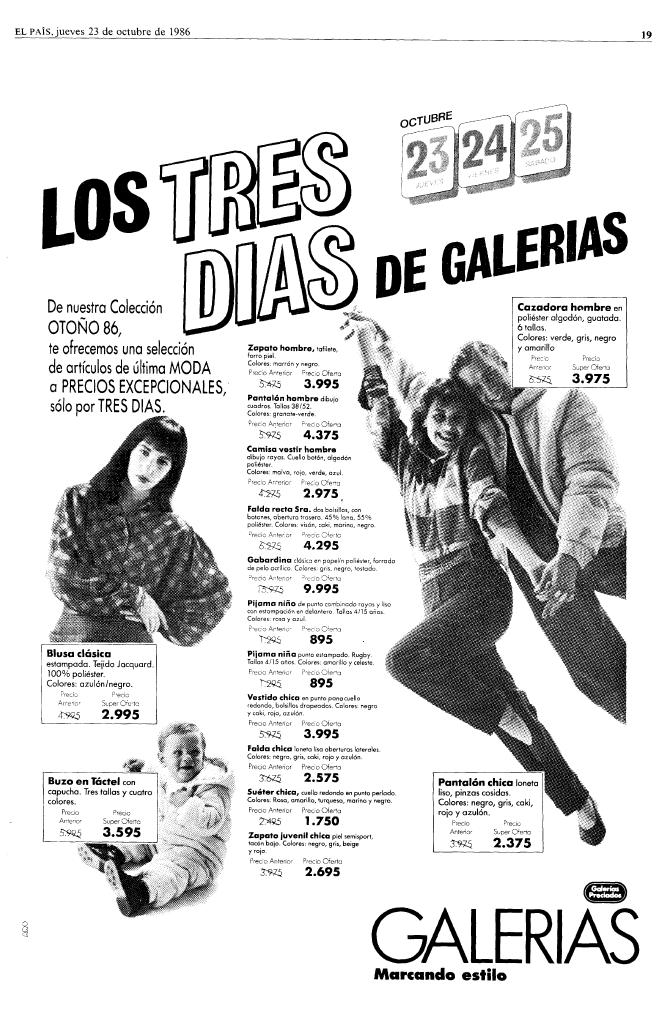 EL PAÍS, jueves 23 de octubre de 1986
19
OCTUBRE
23 24 25
JUEVES VIERNES SABADO
LOS TRES
DIAS DE GALERIAS
De nuestra Colección
OTOÑO 86,
te ofrecemos una selección
de artículos de última MODA
a PRECIOS EXCEPCIONALES,
sólo por TRES DIAS.
Cazadora hombre en
poliéster algodón, guatada.
6 tallas.
Colores: verde, gris, negro
y amarillo
Precio Precio
Anterior Super Oferta
5.575 3.975
Zapato hombre, tafilete,
forro piel.
Colores: marrón y negro.
Precio Anterior Precio Oferta
5.475 3.995
Pantalón hombre dibujo
cuadros. Tallas 38/52.
Colores: granate-verde.
Precio Anterior Precio Oferta
5.975 4.375
Camisa vestir hombre
dibujo rayas. Cuello botón, algodón
poliéster.
Colores: malva, rojo, verde, azul.
Precio Anterior Precio Oferta
4.275 2.975
Falda recta Sra. dos bolsillos, con
botones, abertura trasero. 45% lana, 55%
poliéster. Colores: visón, caki, marino, negro.
Precio Anterior Precio Oferta
4.295
Gabardina clásica en popelín poliéster, forrada
de pelo acrílico. Colores: gris, negro, tostado.
Precio Anterior Precio Oferta
9.995
Pijama niño de punto combinado rayas y liso
con estampación en delantero. Tallas 4/15 años.
Colores: rosa y azul.
Precio Anterior Precio Oferta
1.295 895
Pijama niña punto estampado. Rugby.
Tallas 4/15 años. Colores: amarillo y celeste.
Precio Anterior Precio Oferta
1.295 895
Vestido chica en punto pana cuello
redondo, bolsillos drapeados. Colores: negro
y caki, rojo, azulón.
Precio Anterior Precio Oferta
5.975 3.995
Falda chica loneta lisa aberturas laterales.
Colores: negro, gris, caki, rojo y azulón.
Precio Anterior Precio Oferta
3.675 2.575
Suéter chica, cuello redondo en punto perlado.
Colores: Rosa, amarillo, turquesa, marino y negro.
Precio Anterior Precio Oferta
2.495 1.750
Zapato juvenil chica piel semisport,
tacón bajo. Colores: negro, gris, beige
y rojo.
Precio Anterior Precio Oferta
3.975 2.695
Blusa clásica
estampada. Tejido Jacquard.
100% poliéster.
Colores: azulón/negro.
Precio Precio
Anterior Super Oferta
4.995 2.995
Buzo en Táctel con
capucha. Tres tallas y cuatro
colores.
Precio Precio
Anterior Super Oferta
5.995 3.595
Pantalón chica loneta
liso, pinzas cosidas.
Colores: negro, gris, caki,
rojo y azulón.
Precio Precio
Anterior Super Oferta
3.975 2.375
Galerías
Preciados
GALERIAS
Marcando estilo